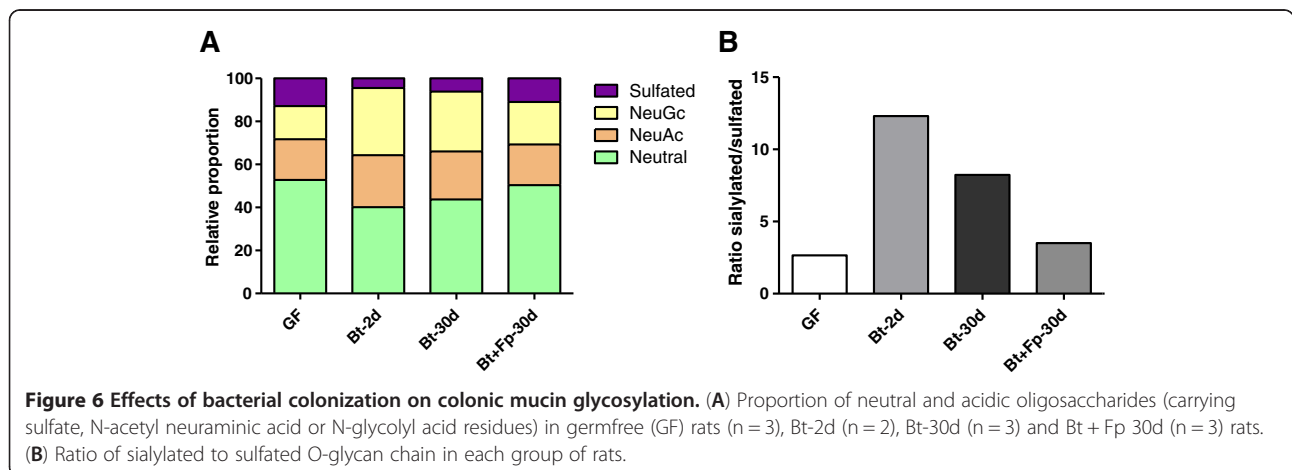 A
100
80
60
40
20
0
Relative proportion
GF
Bt-2d
Bt-30d
Bt+Fp-30d
Sulfated
NeuGc
NeuAc
Neutral
B
15
10
5
0
Ratio sialylated/sulfated
GF
Bt-2d
Bt-30d
Bt+Fp-30d
Figure 6 Effects of bacterial colonization on colonic mucin glycosylation. (A) Proportion of neutral and acidic oligosaccharides (carrying
sulfate, N-acetyl neuraminic acid or N-glycolyl acid residues) in germfree (GF) rats (n = 3), Bt-2d (n = 2), Bt-30d (n = 3) and Bt + Fp 30d (n = 3) rats.
(B) Ratio of sialylated to sulfated O-glycan chain in each group of rats.